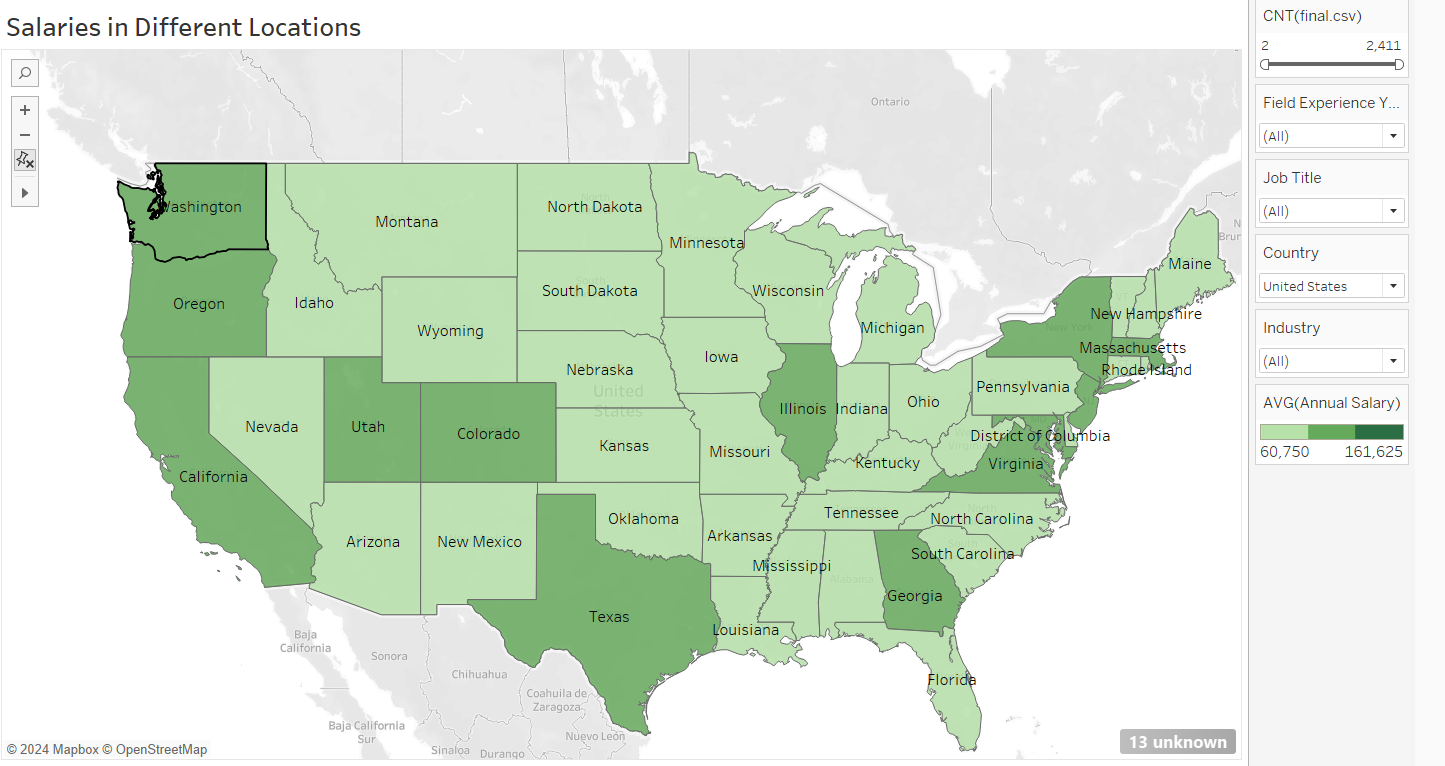 Salaries in Different Locations
CNT(final.csv)
2
2,411
Field Experience Y...
(All)
Job Title
(All)
Country
United States
Industry
(All)
AVG(Annual Salary)
60,750
161,625
Ontario
Washington
Montana
North Dakota
Minnesota
Maine
Oregon
Idaho
South Dakota
Wisconsin
New Hampshire
Wyoming
Michigan
New York
Massachusetts
Iowa
Rhode Island
Nebraska
Pennsylvania
United
States
Illinois
Indiana
Ohio
Nevada
Utah
Colorado
District of Columbia
Kansas
Missouri
Kentucky
Virginia
California
Oklahoma
Tennessee
North Carolina
Arizona
New Mexico
Arkansas
South Carolina
Mississippi
Alabama
Georgia
Texas
Louisiana
Florida
Baja
California
Sonora
Chihuahua
Coahuila de
Zaragoza
Baja California
Sur
Sinaloa
Durango
Nuevo León
13 unknown
© 2024 Mapbox © OpenStreetMap